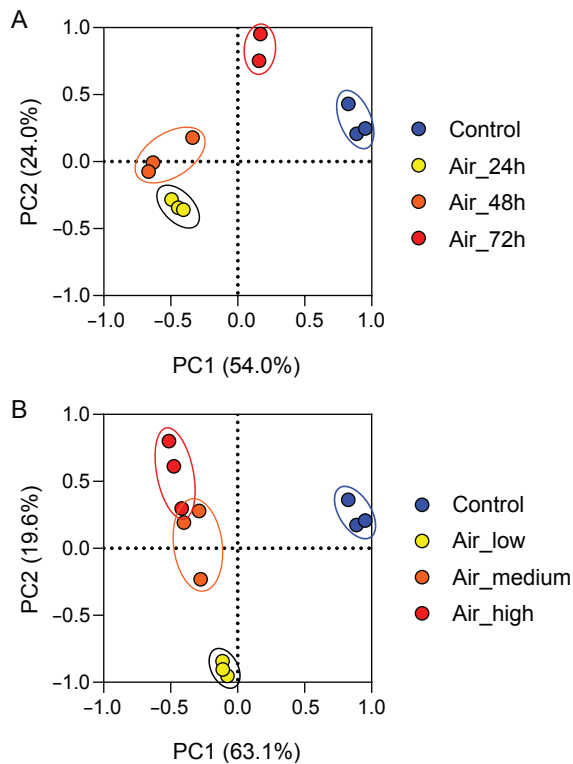 A
1.0
0.5
0.0
−0.5
−1.0
PC2 (24.0%)
−1.0 −0.5 0.0 0.5 1.0
PC1 (54.0%)
Control
Air_24h
Air_48h
Air_72h
B
1.0
0.5
0.0
−0.5
−1.0
PC2 (19.6%)
−1.0 −0.5 0.0 0.5 1.0
PC1 (63.1%)
Control
Air_low
Air_medium
Air_high